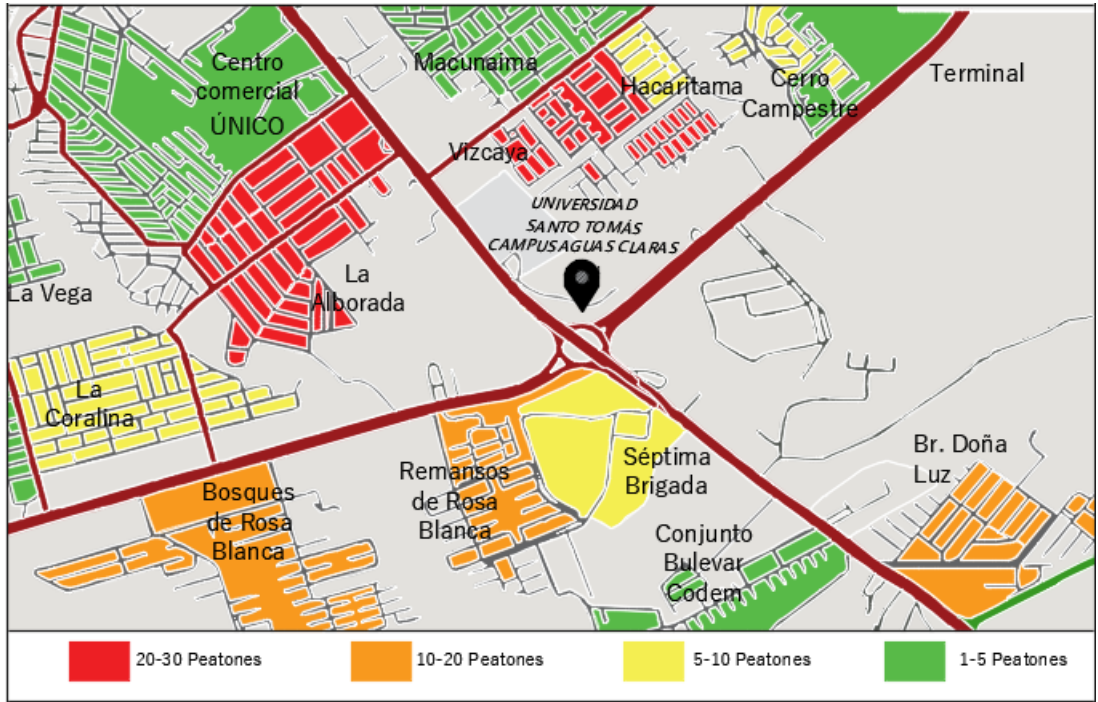 Centro
comercial
ÚNICO
Macunaima
Hacaritama
Cerro
Campestre
Terminal
Vizcaya
UNIVERSIDAD
SANTO TOMÁS
CAMPUS AGUAS CLARAS
La Vega
La
Alborada
La
Coralina
Bosques
de Rosa
Blanca
Remansos
de Rosa
Blanca
Séptima
Brigada
Conjunto
Bulevar
Codem
Br. Doña
Luz
20-30 Peatones
10-20 Peatones
5-10 Peatones
1-5 Peatones